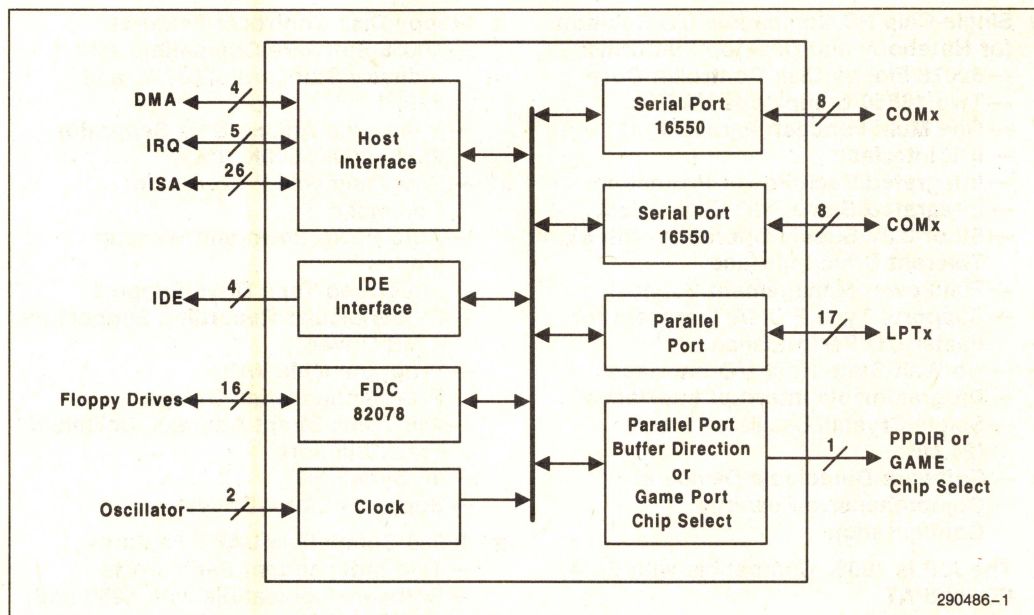 DMA
4
IRQ
5
ISA
26
Host
Interface
IDE
4
IDE
Interface
Floppy Drives
16
FDC
82078
Oscillator
2
Clock
Serial Port
16550
8
COMx
Serial Port
16550
8
COMx
Parallel
Port
17
LPTx
Parallel Port
Buffer Direction
or
Game Port
Chip Select
1
PPDIR or
GAME
Chip Select
290486-1